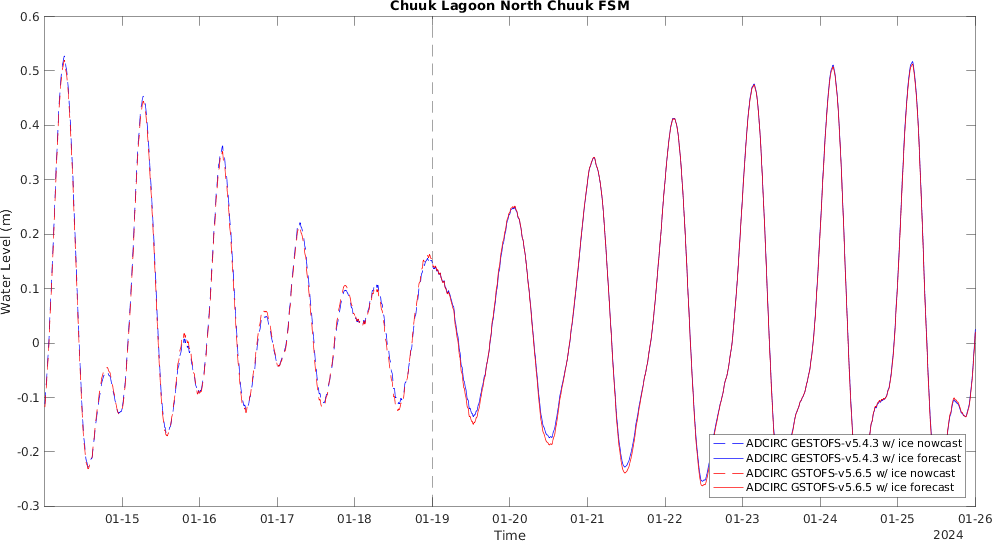 Chuuk Lagoon North Chuuk FSM
Water Level (m)
0.6
0.5
0.4
0.3
0.2
0.1
0
-0.1
-0.2
-0.3
ADCIRC GESTOFS-v5.4.3 w/ ice nowcast
ADCIRC GESTOFS-v5.4.3 w/ ice forecast
ADCIRC GSTOFS-v5.6.5 w/ ice nowcast
ADCIRC GSTOFS-v5.6.5 w/ ice forecast
01-15 01-16 01-17 01-18 01-19 01-20 01-21 01-22 01-23 01-24 01-25 01-26
Time
2024